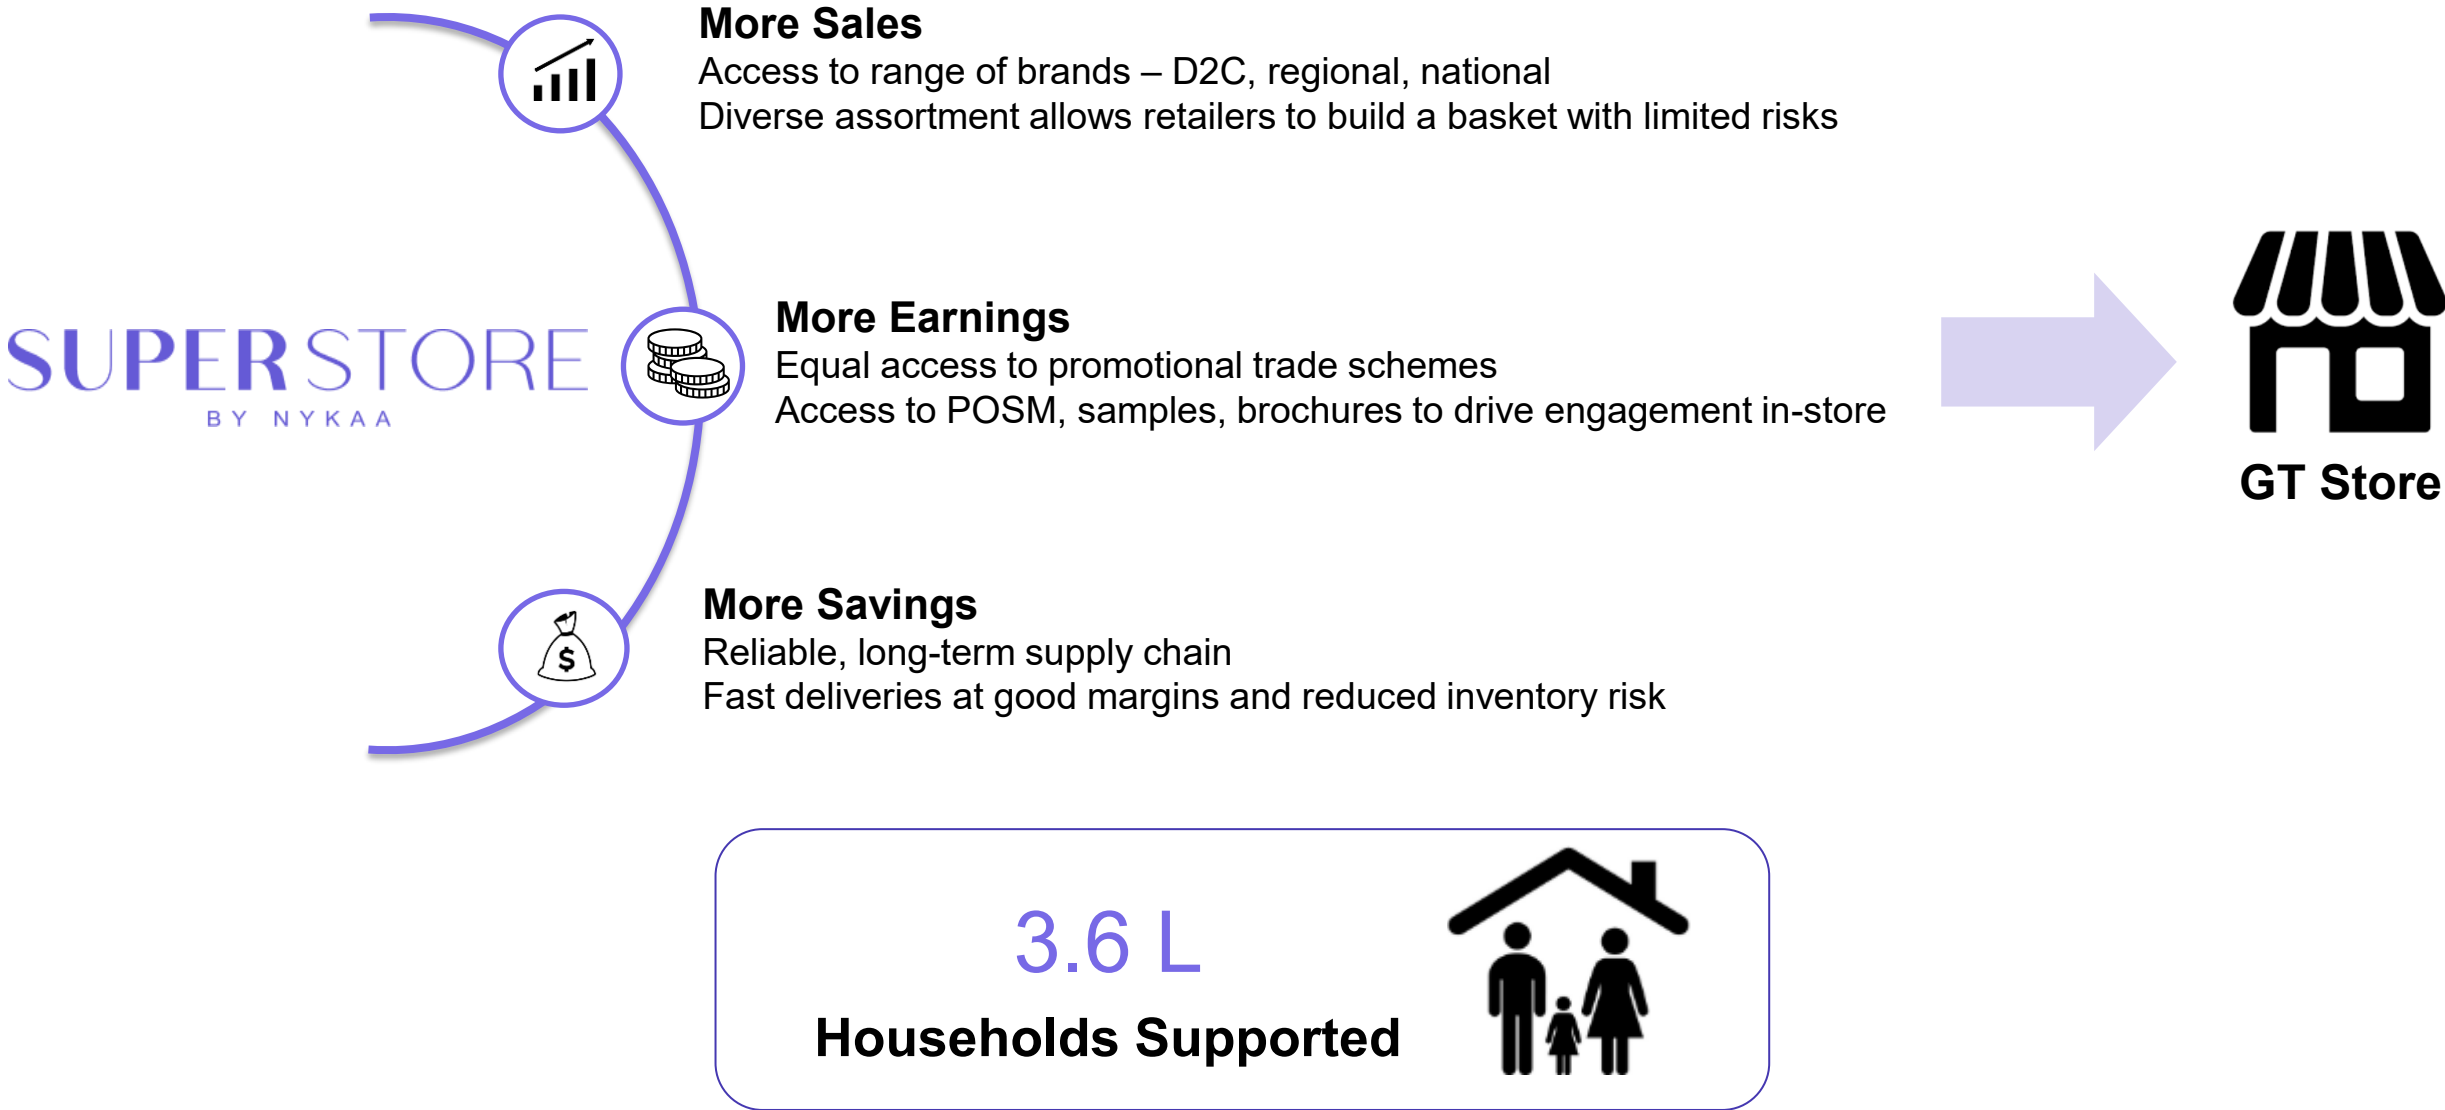 More Sales
Access to range of brands – D2C, regional, national
Diverse assortment allows retailers to build a basket with limited risks
SUPERSTORE
BY NYKAA
More Earnings
Equal access to promotional trade schemes
Access to POSM, samples, brochures to drive engagement in-store
GT Store
More Savings
$
Reliable, long-term supply chain
Fast deliveries at good margins and reduced inventory risk
3.6 L
Households Supported